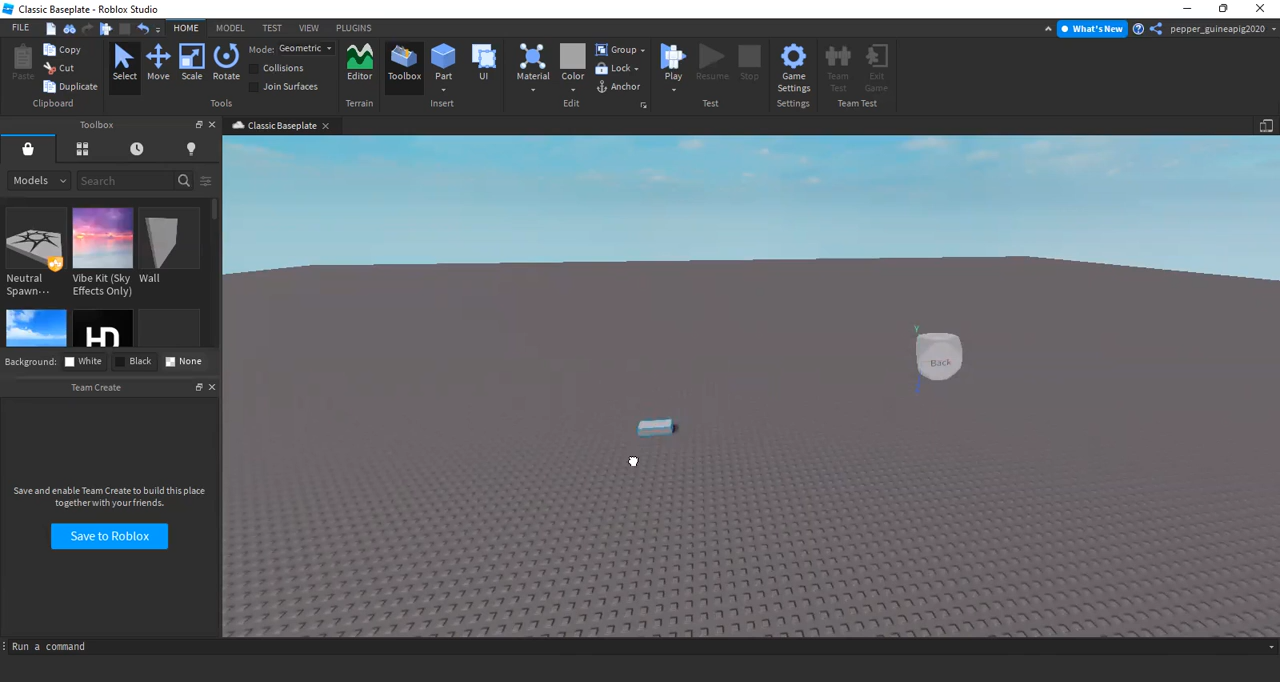 Classic Baseplate - Roblox Studio
FILE HOME MODEL TEST VIEW PLUGINS What's New pepper_guineapig2020
Paste Copy Cut Duplicate Clipboard
Select Move Scale Rotate Mode: Geometric Collisions Join Surfaces Tools
Editor Terrain
Toolbox Part UI Insert
Material Color Group Lock Anchor Edit
Play Resume Stop Test
Game Settings Settings
Team Test Exit Game Team Test
Toolbox
Classic Baseplate
Models Search
Neutral Spawn...
Vibe Kit (Sky Effects Only)
Wall
HD
Background: White Black None
Team Create
Save and enable Team Create to build this place
together with your friends.
Save to Roblox
Y
Back
Run a command